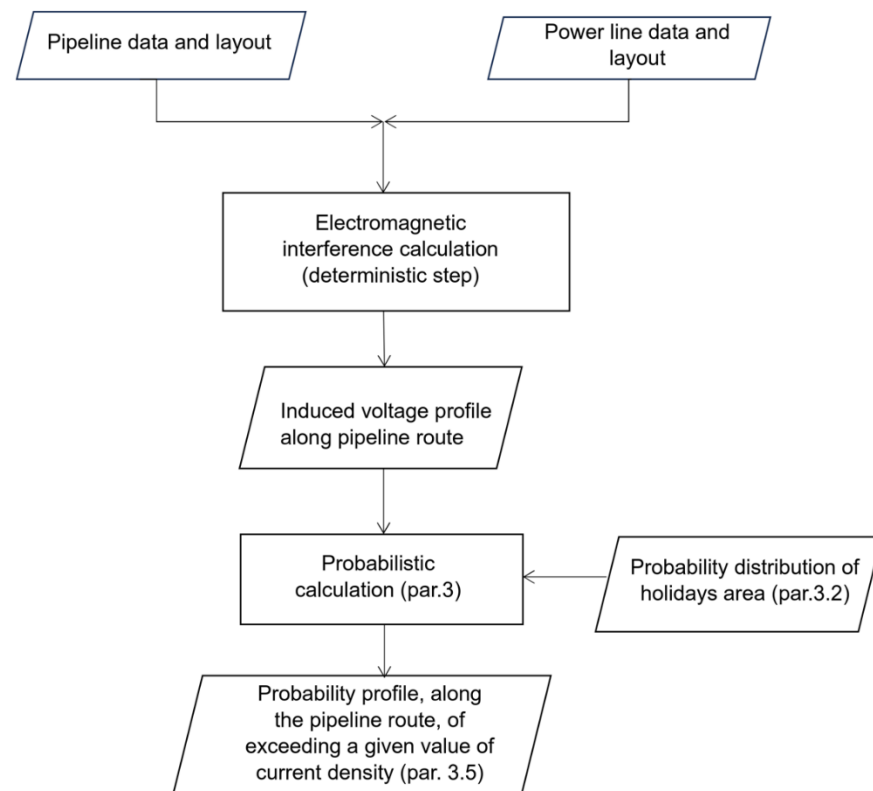 Pipeline data and layout
Power line data and
layout
Electromagnetic
interference calculation
(deterministic step)
Induced voltage profile
along pipeline route
Probabilistic
calculation (par.3)
Probability distribution of
holidays area (par.3.2)
Probability profile, along
the pipeline route, of
exceeding a given value of
current density (par. 3.5)